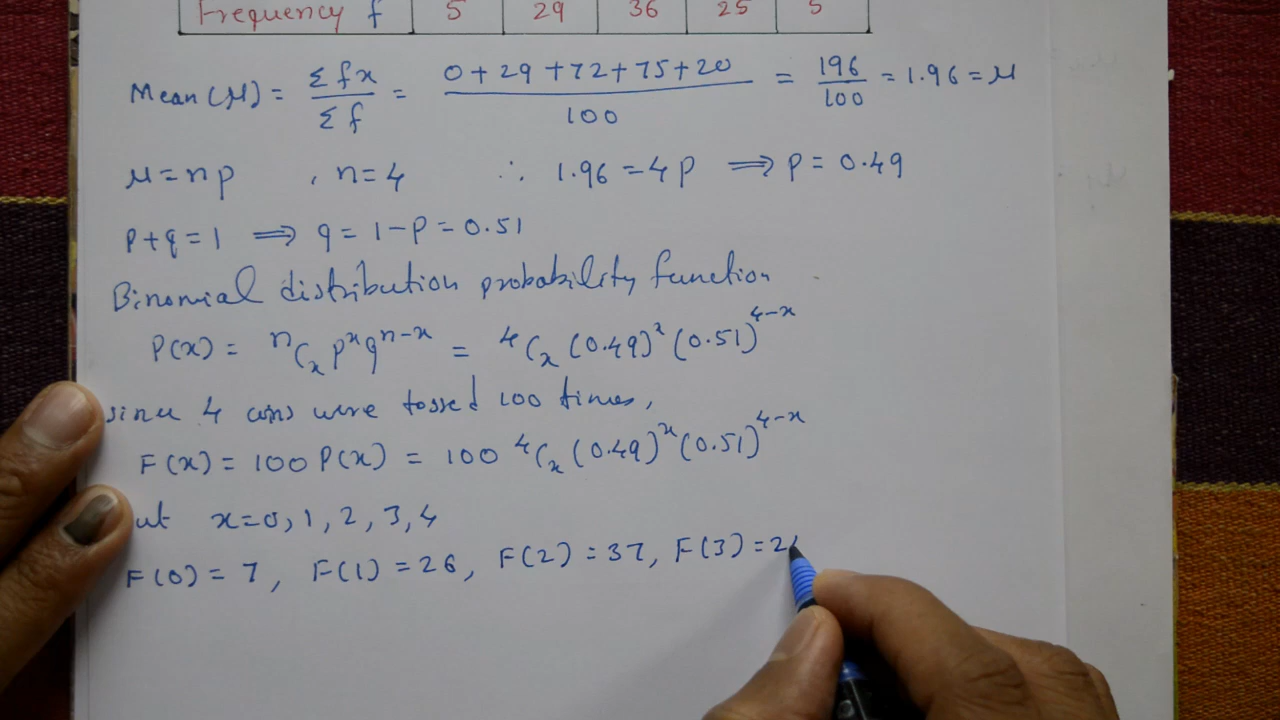 Frequency f 5 29 36 25 5
Mean(μ) = Σfx / Σf = 0+29+72+75+20 / 100 = 196 / 100 = 1.96 = μ
μ = np , n=4 ∴ 1.96 = 4p ⟹ p = 0.49
p+q=1 ⟹ q = 1-p = 0.51
Binomial distribution probability function
P(x) = ⁿCₓ pˣ qⁿ⁻ˣ = ⁴Cₓ (0.49)ˣ (0.51)⁴⁻ˣ
since 4 coins were tossed 100 times,
F(x) = 100 P(x) = 100 ⁴Cₓ (0.49)ˣ (0.51)⁴⁻ˣ
ut x=0, 1, 2, 3, 4
F(0) = 7, F(1) = 26, F(2) = 37, F(3) = 2